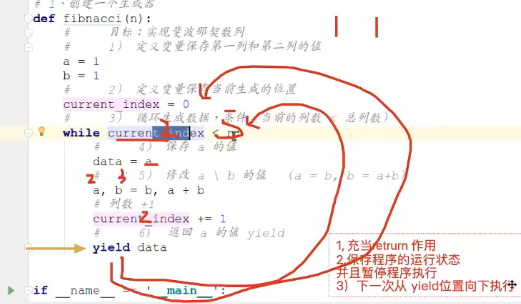 # 1、创建一个生成器
def fibnacci(n):
# 目标：实现斐波那契数列
# 1） 定义变量保存第一列和第二列的值
a = 1
b = 1
# 2） 定义变量保存当前生成的位置
current_index = 0
# 3） 循环生成数据，条件（当前的列数 < 总列数）
while current_index < n:
# 4） 保存 a 的值
data = a
# 5） 修改 a \ b 的值 （a = b, b = a+b）
a, b = b, a + b
# 列数 +1
current_index += 1
# 6） 返回 a 的值 yield
yield data
1, 充当retrum 作用
2,保存程序的运行状态
并且暂停程序执行
3）下一次从 yield位置向下执行
if __name__ == '__main__':